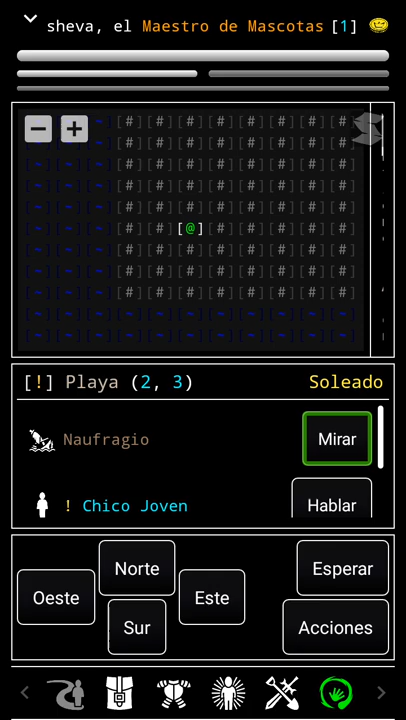 sheva, el Maestro de Mascotas [1]
− +
[~][~][~][#][#][#][#][#][#][#][#]
[~][~][~][#][#][#][#][#][#][#][#]
[~][~][~][#][#][#][#][#][#][#][#]
[~][~][~][#][#][#][#][#][#][#][#]
[~][~][~][#][#][#][#][#][#][#][#]
[~][~][~][#][#][@][#][#][#][#][#]
[~][~][~][#][#][#][#][#][#][#][#]
[~][~][~][#][#][#][#][#][#][#][#]
[~][~][~][#][#][#][#][#][#][#][#]
[~][~][~][~][~][~][~][~][~][~][~]
[~][~][~][~][~][~][~][~][~][~][~]
[!] Playa (2, 3) Soleado
Naufragio Mirar
! Chico Joven Hablar
Norte Esperar
Oeste Este
Sur Acciones